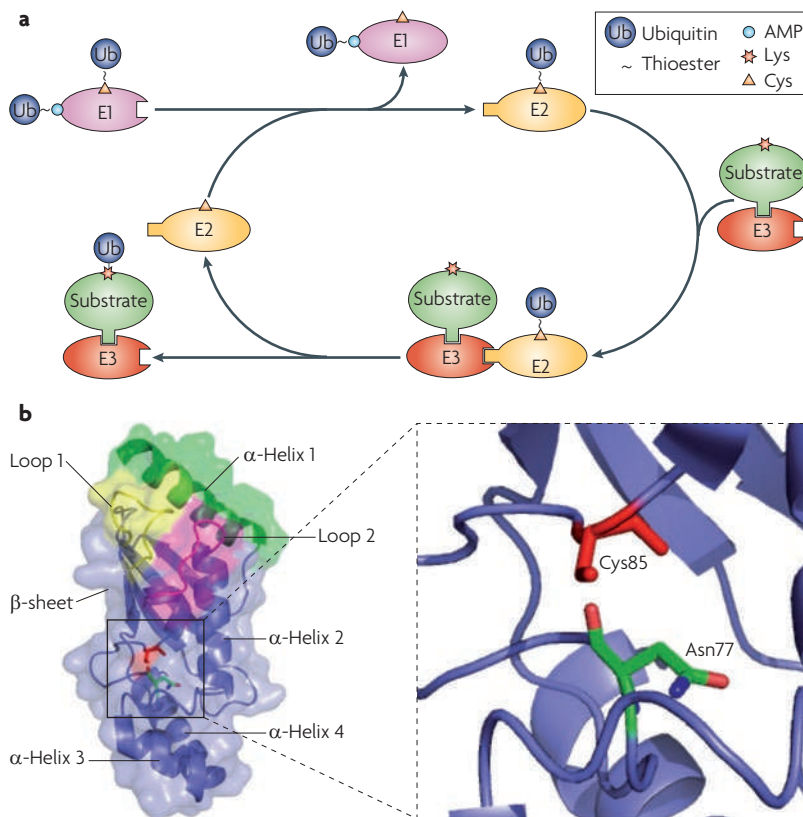 a
Ub
E1
AMP
Ub
Ubiquitin
AMP
~ Thioester
Lys
Cys
Ub
Ub
E1
Ub
E2
Substrate
E3
E2
Ub
Substrate
E3
Substrate
E3
Ub
E2
b
Loop 1
α-Helix 1
Loop 2
β-sheet
α-Helix 2
α-Helix 4
α-Helix 3
Cys85
Asn77